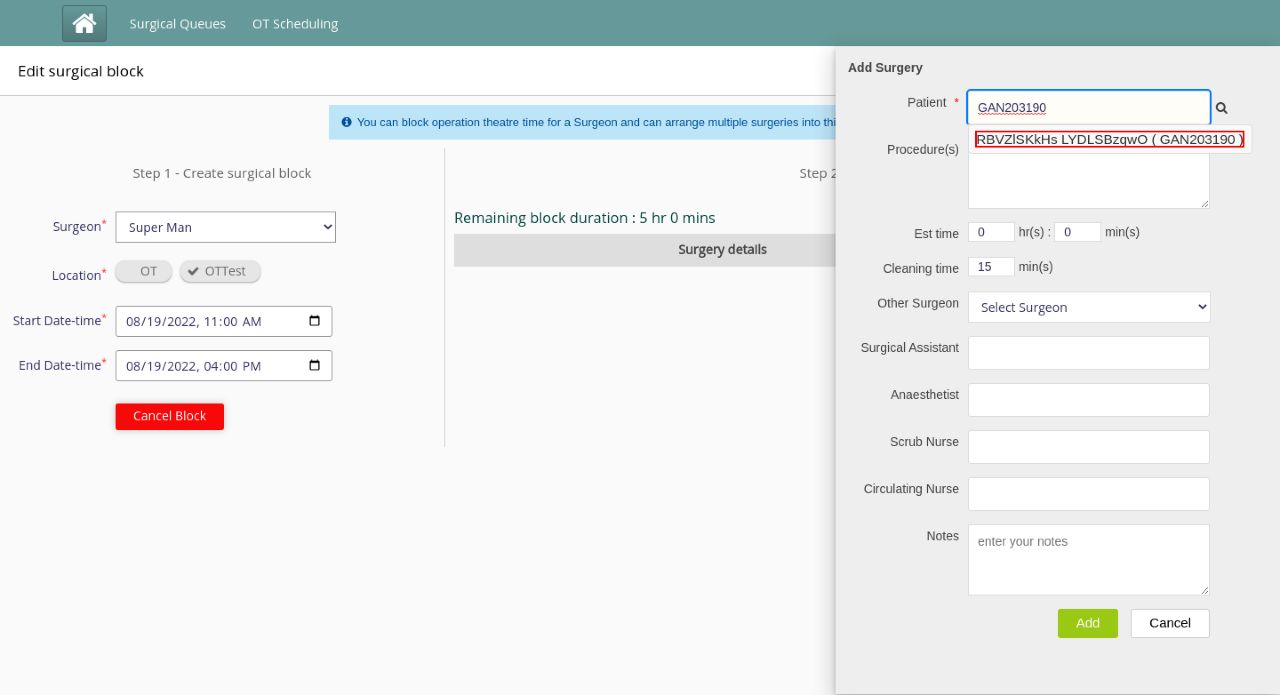 Surgical Queues OT Scheduling
Edit surgical block
You can block operation theatre time for a Surgeon and can arrange multiple surgeries into thi
Step 1 - Create surgical block
Surgeon*
Super Man
Location*
OT OTTest
Start Date-time*
08/19/2022, 11:00 AM
End Date-time*
08/19/2022, 04:00 PM
Cancel Block
Step 2
Remaining block duration : 5 hr 0 mins
Surgery details
Add Surgery
Patient *
GAN203190
RBVZlSKkHs LYDLSBzqwO ( GAN203190 )
Procedure(s)
Est time 0 hr(s) : 0 min(s)
Cleaning time 15 min(s)
Other Surgeon Select Surgeon
Surgical Assistant
Anaesthetist
Scrub Nurse
Circulating Nurse
Notes enter your notes
Add Cancel